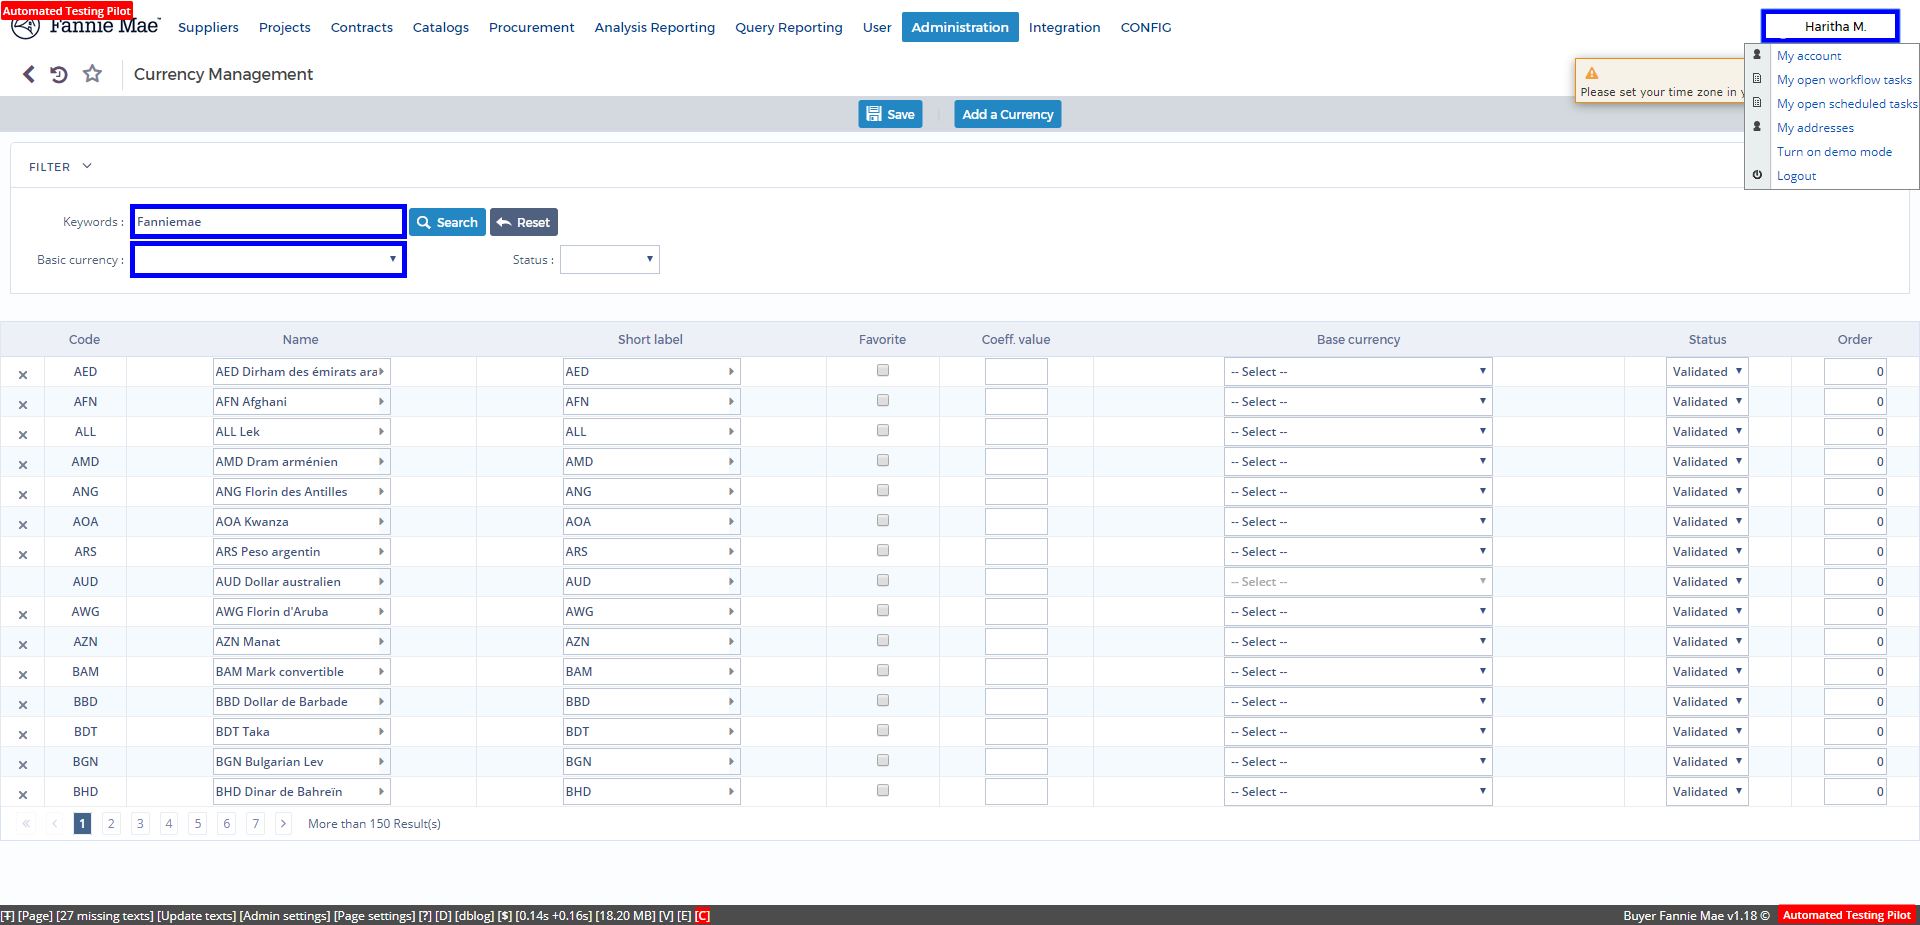 Automated Testing Pilot
Fannie Mae
Suppliers Projects Contracts Catalogs Procurement Analysis Reporting Query Reporting User Administration Integration CONFIG
Haritha M.
My account
My open workflow tasks
My open scheduled tasks
My addresses
Turn on demo mode
Logout
Currency Management
Please set your time zone in
Save Add a Currency
FILTER
Keywords : Fanniemae Search Reset
Basic currency : Status :
Code Name Short label Favorite Coeff. value Base currency Status Order
AED AED Dirham des émirats ara AED -- Select -- Validated 0
AFN AFN Afghani AFN -- Select -- Validated 0
ALL ALL Lek ALL -- Select -- Validated 0
AMD AMD Dram arménien AMD -- Select -- Validated 0
ANG ANG Florin des Antilles ANG -- Select -- Validated 0
AOA AOA Kwanza AOA -- Select -- Validated 0
ARS ARS Peso argentin ARS -- Select -- Validated 0
AUD AUD Dollar australien AUD -- Select -- Validated 0
AWG AWG Florin d'Aruba AWG -- Select -- Validated 0
AZN AZN Manat AZN -- Select -- Validated 0
BAM BAM Mark convertible BAM -- Select -- Validated 0
BBD BBD Dollar de Barbade BBD -- Select -- Validated 0
BDT BDT Taka BDT -- Select -- Validated 0
BGN BGN Bulgarian Lev BGN -- Select -- Validated 0
BHD BHD Dinar de Bahreïn BHD -- Select -- Validated 0
« ‹ 1 2 3 4 5 6 7 › More than 150 Result(s)
[T] [Page] [27 missing texts] [Update texts] [Admin settings] [Page settings] [?] [D] [dblog] [$] [0.14s +0.16s] [18.20 MB] [V] [E] [C]
Buyer Fannie Mae v1.18 © Automated Testing Pilot